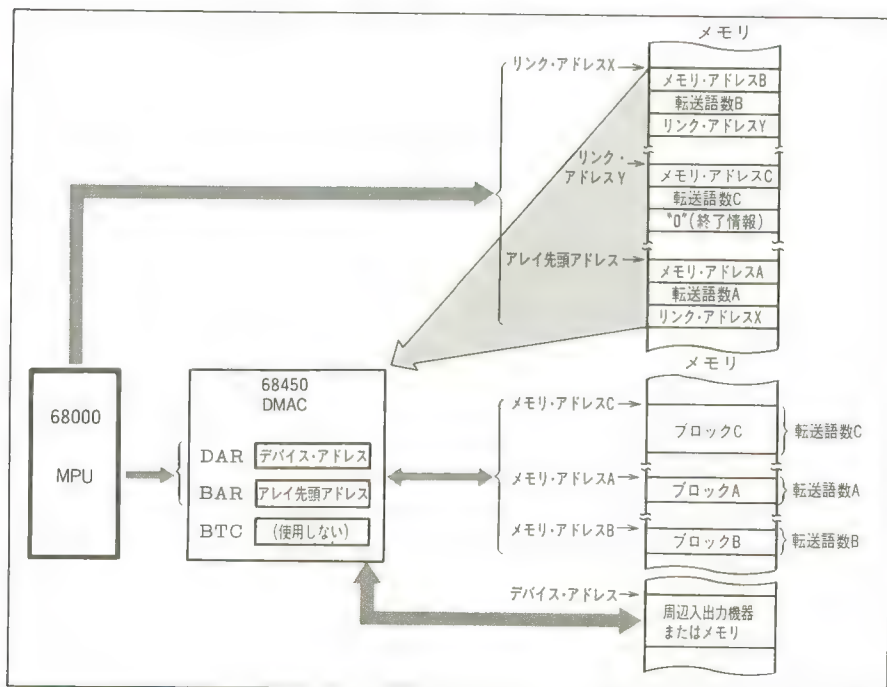 メモリ
リンク・アドレスX
メモリ・アドレスB
転送語数B
リンク・アドレスY
リンク・
アドレスY
メモリ・アドレスC
転送語数C
"0"(終了情報)
アレイ先頭アドレス
メモリ・アドレスA
転送語数A
リンク・アドレスX
メモリ
68000
MPU
68450
DMAC
DAR デバイス・アドレス
BAR アレイ先頭アドレス
BTC (使用しない)
メモリ・アドレスC
ブロックC
転送語数C
メモリ・アドレスA
ブロックA
転送語数A
メモリ・アドレスB
ブロックB
転送語数B
デバイス・アドレス
周辺入出力機器
またはメモリ